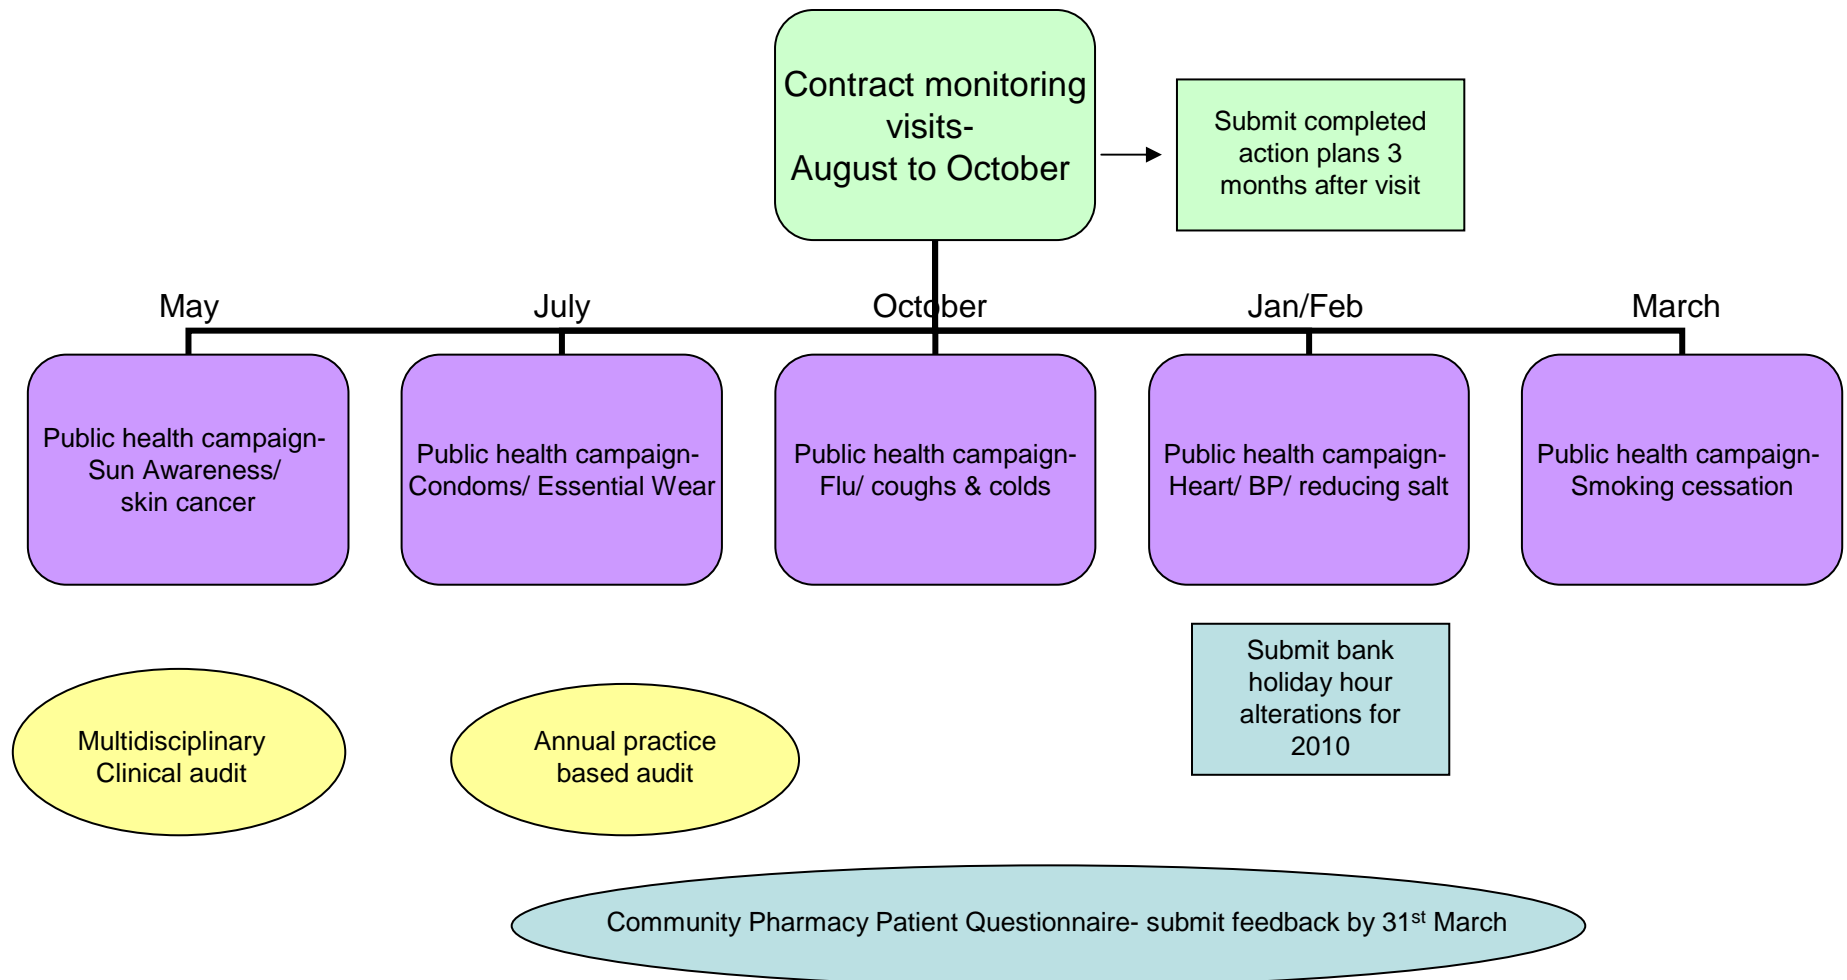 Contract monitoring
visits-
August to October
Submit completed
action plans 3
months after visit
May
July
October
Jan/Feb
March
Public health campaign-
Sun Awareness/
skin cancer
Public health campaign-
Condoms/ Essential Wear
Public health campaign-
Flu/ coughs & colds
Public health campaign-
Heart/ BP/ reducing salt
Public health campaign-
Smoking cessation
Submit bank
holiday hour
alterations for
2010
Multidisciplinary
Clinical audit
Annual practice
based audit
Community Pharmacy Patient Questionnaire- submit feedback by 31st March